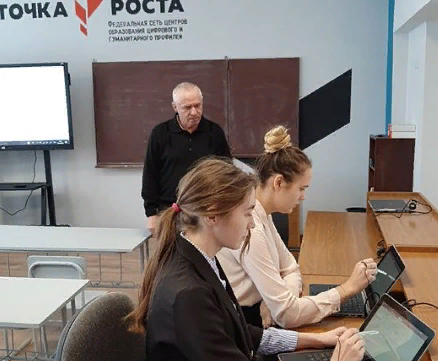 ТОЧКА РОСТА
ФЕДЕРАЛЬНАЯ СЕТЬ ЦЕНТРОВ
ОБРАЗОВАНИЯ ЦИФРОВОГО И
ГУМАНИТАРНОГО ПРОФИЛЕЙ